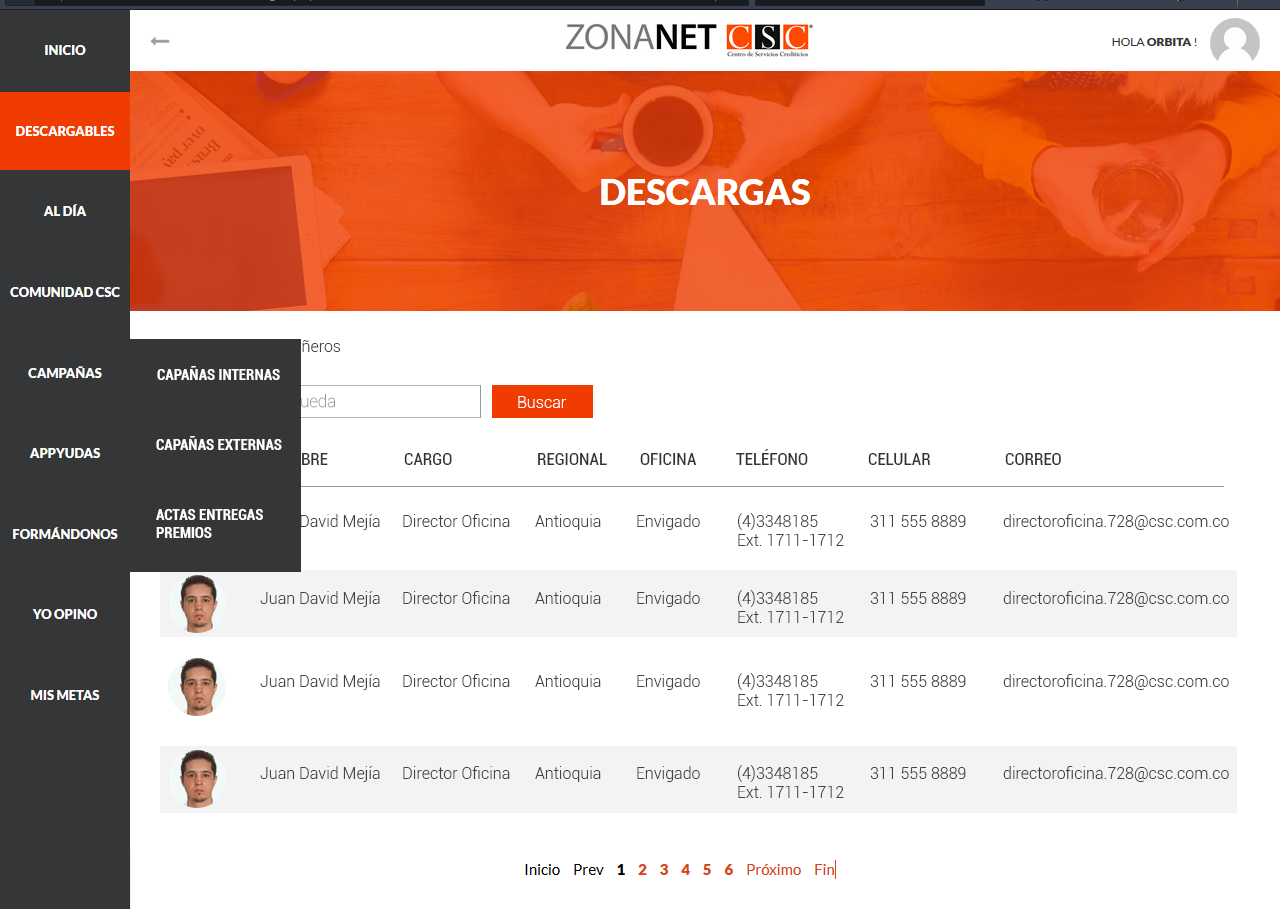 INICIO
ZONANET CSC
Centro de Servicios Crediticios
HOLA ORBITA !
DESCARGABLES
DESCARGAS
AL DÍA
COMUNIDAD CSC
CAMPAÑAS
APPYUDAS
FORMÁNDONOS
YO OPINO
MIS METAS
CAPAÑAS INTERNAS
CAPAÑAS EXTERNAS
ACTAS ENTREGAS
PREMIOS
ñeros
ueda
Buscar
BRE CARGO REGIONAL OFICINA TELÉFONO CELULAR CORREO
David Mejía Director Oficina Antioquia Envigado (4)3348185 311 555 8889 directoroficina.728@csc.com.co
Ext. 1711-1712
Juan David Mejía Director Oficina Antioquia Envigado (4)3348185 311 555 8889 directoroficina.728@csc.com.co
Ext. 1711-1712
Juan David Mejía Director Oficina Antioquia Envigado (4)3348185 311 555 8889 directoroficina.728@csc.com.co
Ext. 1711-1712
Juan David Mejía Director Oficina Antioquia Envigado (4)3348185 311 555 8889 directoroficina.728@csc.com.co
Ext. 1711-1712
Inicio Prev 1 2 3 4 5 6 Próximo Fin